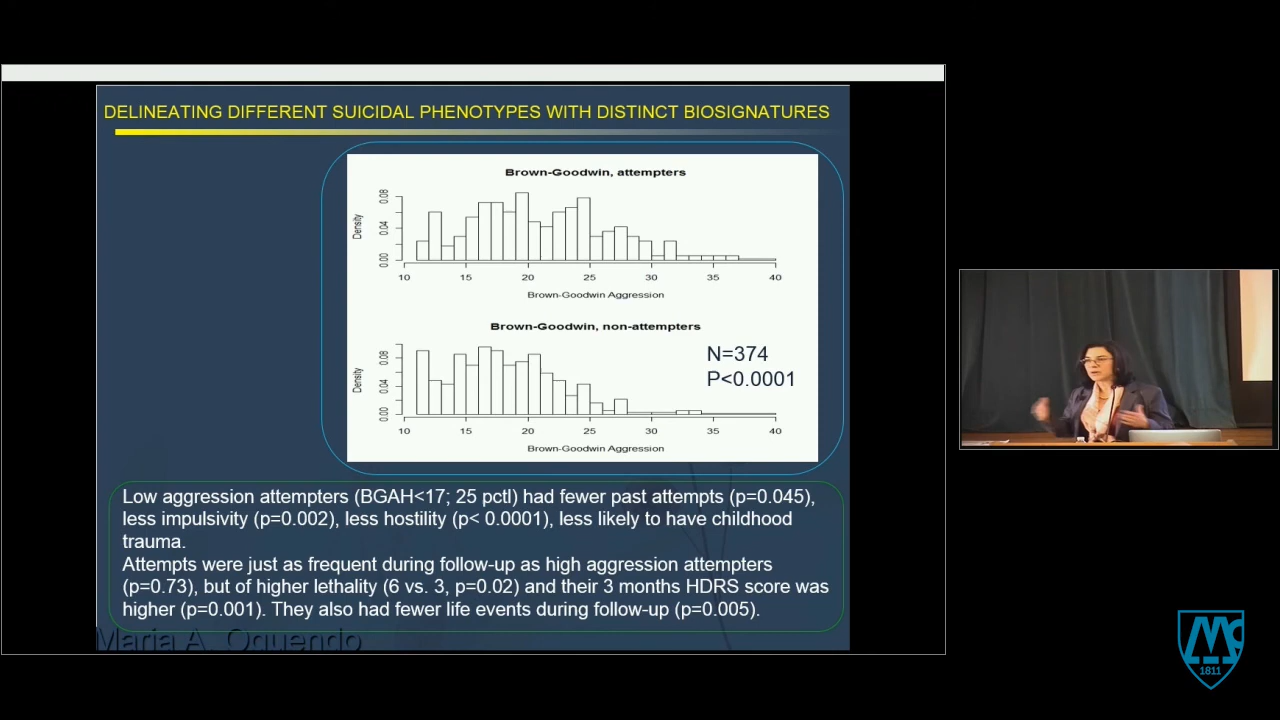 DELINEATING DIFFERENT SUICIDAL PHENOTYPES WITH DISTINCT BIOSIGNATURES
Brown-Goodwin, attempters
Density
0.08
0.04
0.00
10 15 20 25 30 35 40
Brown-Goodwin Aggression
Brown-Goodwin, non-attempters
N=374
P<0.0001
Density
0.08
0.04
0.00
10 15 20 25 30 35 40
Brown-Goodwin Aggression
Low aggression attempters (BGAH<17; 25 pctl) had fewer past attempts (p=0.045),
less impulsivity (p=0.002), less hostility (p< 0.0001), less likely to have childhood
trauma.
Attempts were just as frequent during follow-up as high aggression attempters
(p=0.73), but of higher lethality (6 vs. 3, p=0.02) and their 3 months HDRS score was
higher (p=0.001). They also had fewer life events during follow-up (p=0.005).
Maria A. Oquendo
1811